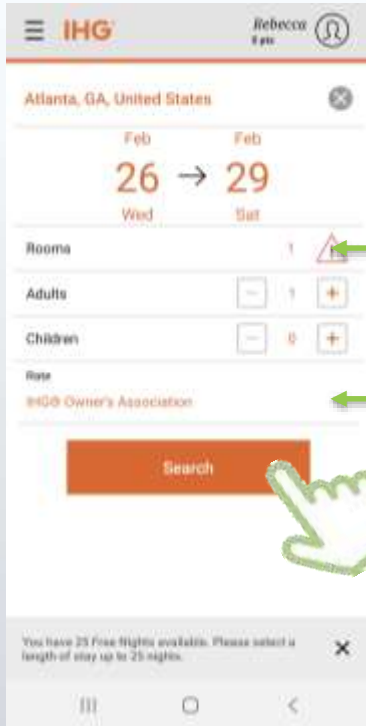 IHG
Rebecca
0 pts
Atlanta, GA, United States
Feb Feb
26 → 29
Wed Sat
Rooms 1
Adults − 1 +
Children − 0 +
Rate
IHG® Owner's Association
Search
You have 25 Free Nights available. Please select a
length of stay up to 25 nights.